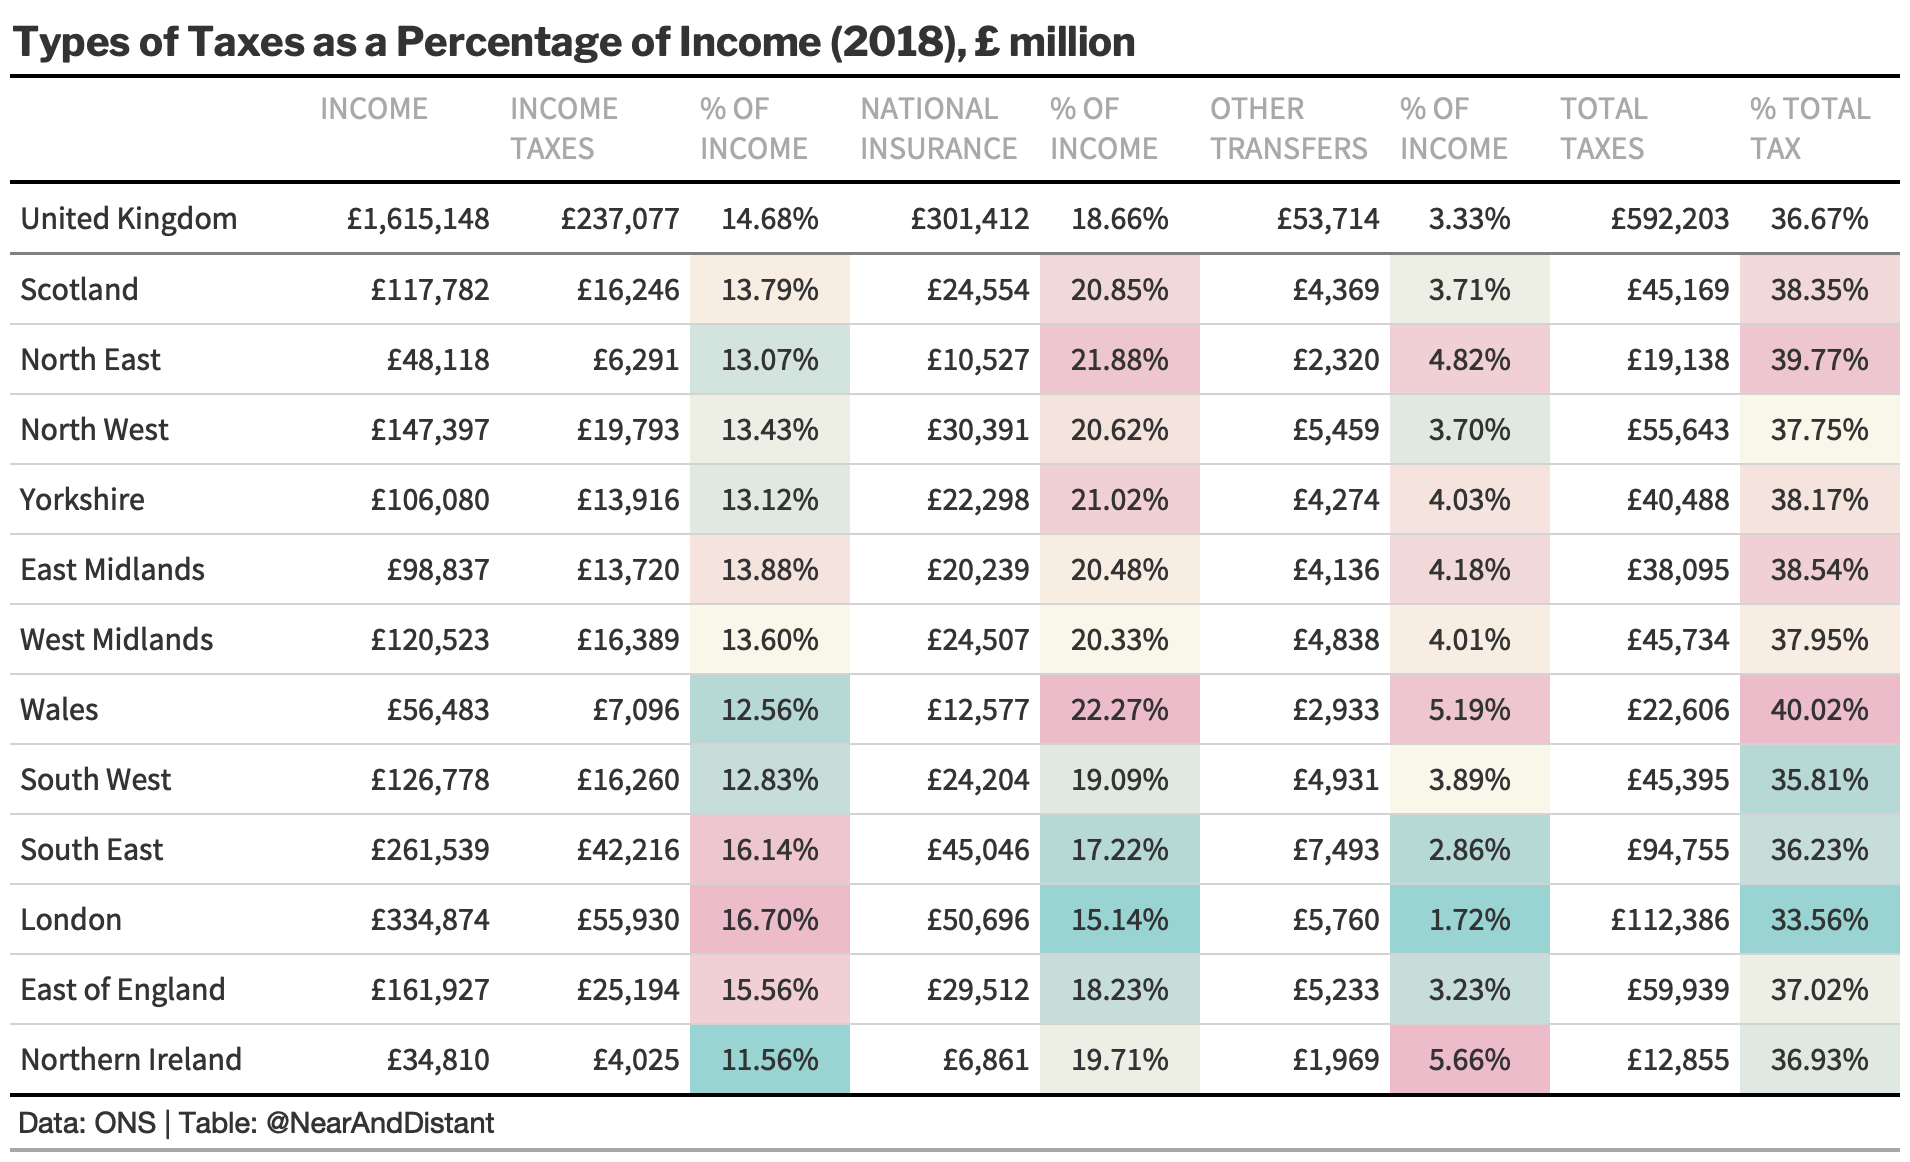 Types of Taxes as a Percentage of Income (2018), £ million
INCOME INCOME TAXES % OF INCOME NATIONAL INSURANCE % OF INCOME OTHER TRANSFERS % OF INCOME TOTAL TAXES % TOTAL TAX
United Kingdom £1,615,148 £237,077 14.68% £301,412 18.66% £53,714 3.33% £592,203 36.67%
Scotland £117,782 £16,246 13.79% £24,554 20.85% £4,369 3.71% £45,169 38.35%
North East £48,118 £6,291 13.07% £10,527 21.88% £2,320 4.82% £19,138 39.77%
North West £147,397 £19,793 13.43% £30,391 20.62% £5,459 3.70% £55,643 37.75%
Yorkshire £106,080 £13,916 13.12% £22,298 21.02% £4,274 4.03% £40,488 38.17%
East Midlands £98,837 £13,720 13.88% £20,239 20.48% £4,136 4.18% £38,095 38.54%
West Midlands £120,523 £16,389 13.60% £24,507 20.33% £4,838 4.01% £45,734 37.95%
Wales £56,483 £7,096 12.56% £12,577 22.27% £2,933 5.19% £22,606 40.02%
South West £126,778 £16,260 12.83% £24,204 19.09% £4,931 3.89% £45,395 35.81%
South East £261,539 £42,216 16.14% £45,046 17.22% £7,493 2.86% £94,755 36.23%
London £334,874 £55,930 16.70% £50,696 15.14% £5,760 1.72% £112,386 33.56%
East of England £161,927 £25,194 15.56% £29,512 18.23% £5,233 3.23% £59,939 37.02%
Northern Ireland £34,810 £4,025 11.56% £6,861 19.71% £1,969 5.66% £12,855 36.93%
Data: ONS | Table: @NearAndDistant